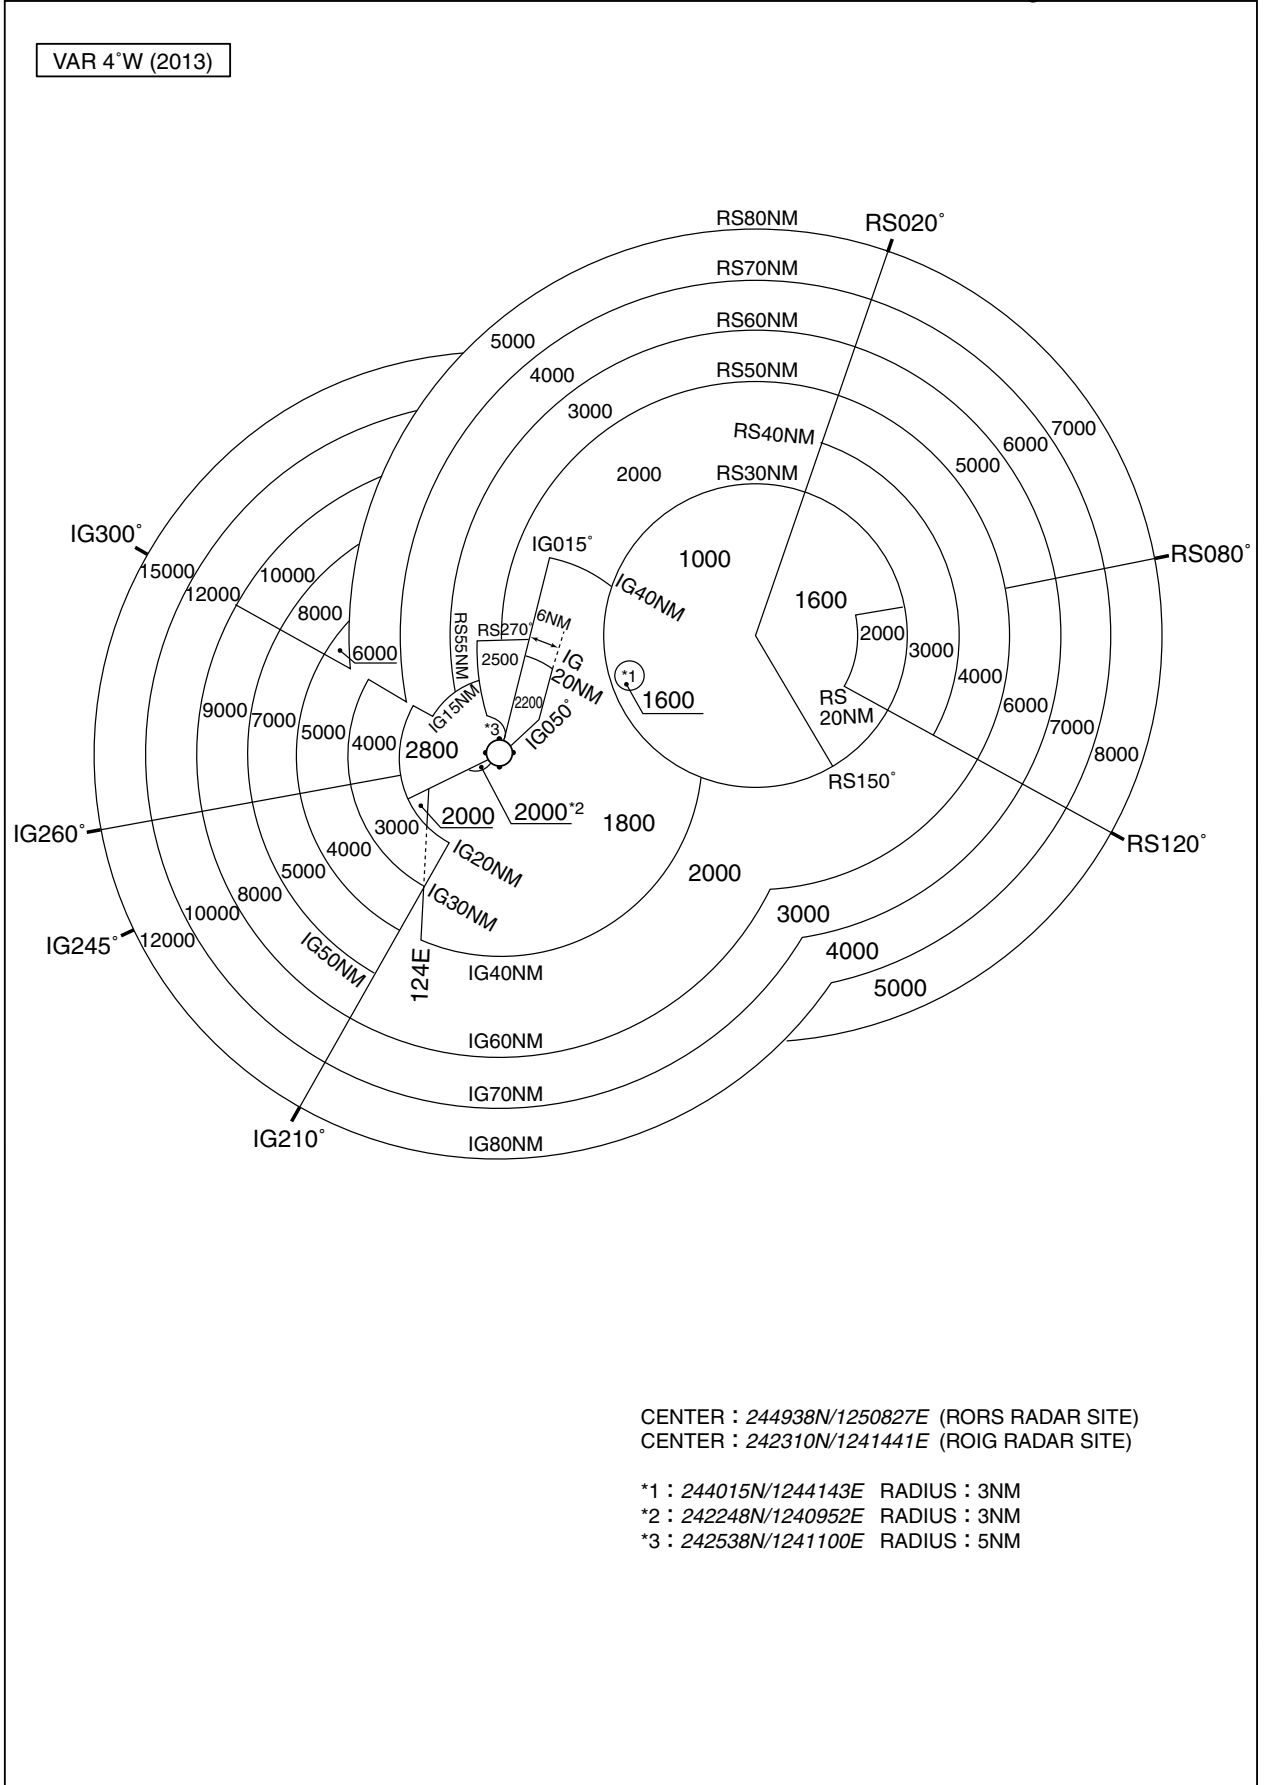 VAR 4˚W (2013)
RS80NM
RS020˚
RS70NM
RS60NM
5000
RS50NM
4000
3000
7000
RS40NM
6000
5000
2000
RS30NM
IG300˚
IG015˚
RS080˚
1000
15000
10000
IG40NM
12000
1600
8000
6NM
RS270˚
RS55NM
2000
3000
6000
2500
IG
20NM
*1
4000
1600
RS
20NM
9000
7000
5000
4000
2800
IG15NM
*3
2200
IG050˚
6000
7000
8000
RS150˚
2000
2000*2
1800
IG260˚
3000
4000
IG20NM
RS120˚
5000
2000
8000
IG30NM
10000
3000
IG245˚
12000
IG50NM
124E
IG40NM
4000
5000
IG60NM
IG70NM
IG210˚
IG80NM
CENTER : 244938N/1250827E (RORS RADAR SITE)
CENTER : 242310N/1241441E (ROIG RADAR SITE)
*1 : 244015N/1244143E RADIUS : 3NM
*2 : 242248N/1240952E RADIUS : 3NM
*3 : 242538N/1241100E RADIUS : 5NM